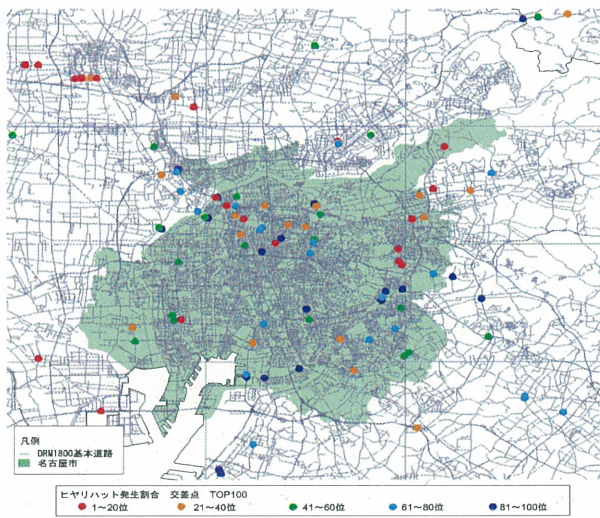 凡例
DRM1800基本道路
名古屋市
ヒヤリハット発生割合 交差点 TOP100
1～20位 21～40位 41～60位 61～80位 81～100位